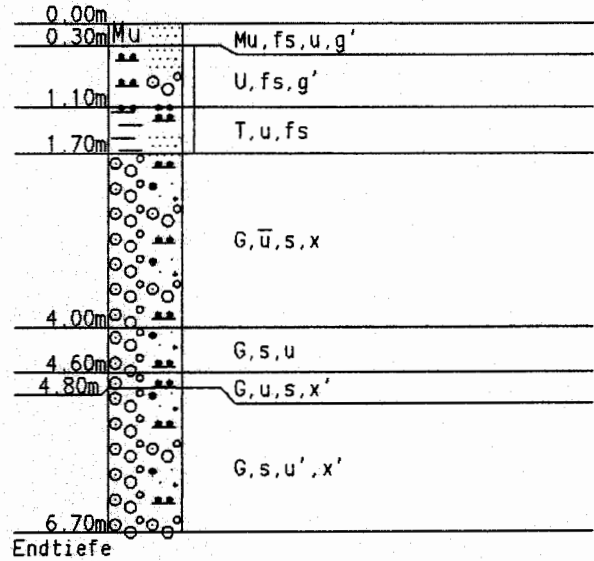 0.00m
Mu
0.30m
Mu,fs,u,g'
U,fs,g'
1.10m
T,u,fs
1.70m
G,u̅,s,x
4.00m
G,s,u
4.60m
4.80m
G,u,s,x'
G,s,u',x'
6.70m
Endtiefe